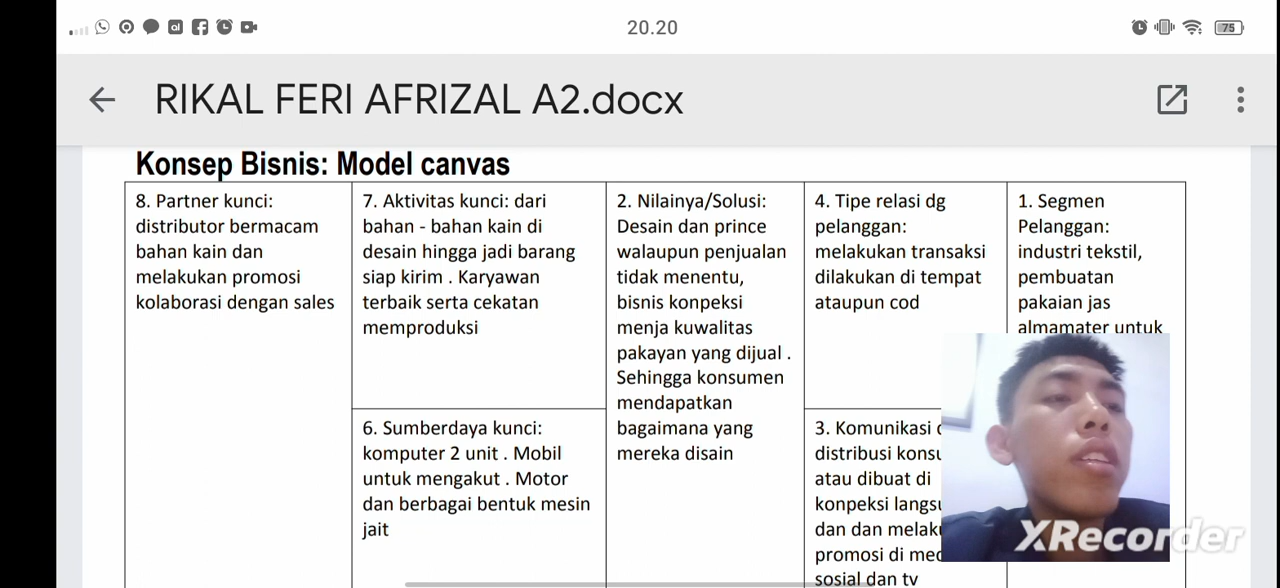 20.20
75
RIKAL FERI AFRIZAL A2.docx
Konsep Bisnis: Model canvas
8. Partner kunci:
distributor bermacam
bahan kain dan
melakukan promosi
kolaborasi dengan sales
7. Aktivitas kunci: dari
bahan - bahan kain di
desain hingga jadi barang
siap kirim . Karyawan
terbaik serta cekatan
memproduksi
6. Sumberdaya kunci:
komputer 2 unit . Mobil
untuk mengakut . Motor
dan berbagai bentuk mesin
jait
2. Nilainya/Solusi:
Desain dan prince
walaupun penjualan
tidak menentu,
bisnis konpeksi
menja kuwalitas
pakayan yang dijual .
Sehingga konsumen
mendapatkan
bagaimana yang
mereka disain
4. Tipe relasi dg
pelanggan:
melakukan transaksi
dilakukan di tempat
ataupun cod
3. Komunikasi
distribusi
atau dibuat di
konpeksi
dan dan
promosi di
sosial dan tv
1. Segmen
Pelanggan:
industri tekstil,
pembuatan
pakaian jas
almamater untuk
XRecorder